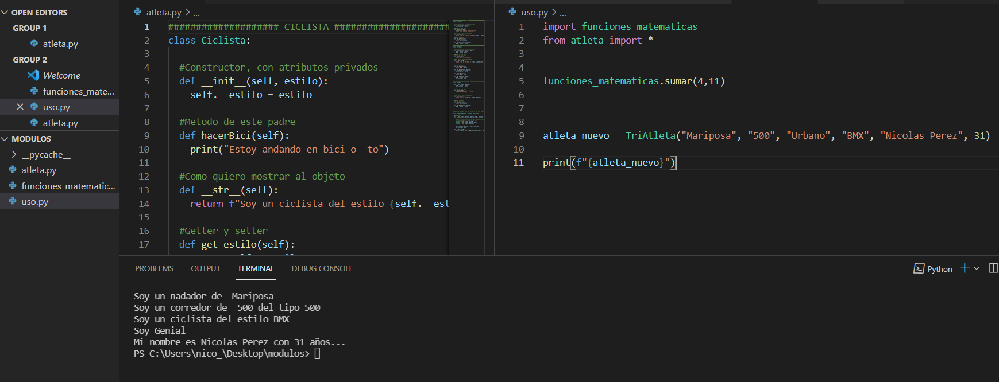 OPEN EDITORS
GROUP 1
atleta.py
GROUP 2
Welcome
funciones_mate...
uso.py
atleta.py
MODULOS
__pycache__
atleta.py
funciones_matematic...
uso.py
atleta.py > ...
1 #################### CICLISTA #####################
2 class Ciclista:
3
4 #Constructor, con atributos privados
5 def __init__(self, estilo):
6 self.__estilo = estilo
7
8 #Metodo de este padre
9 def hacerBici(self):
10 print("Estoy andando en bici o--to")
11
12 #Como quiero mostrar al objeto
13 def __str__(self):
14 return f"Soy un ciclista del estilo {self.__est
15
16 #Getter y setter
17 def get_estilo(self):
uso.py > ...
1 import funciones_matematicas
2 from atleta import *
3
4
5 funciones_matematicas.sumar(4,11)
6
7
8
9 atleta_nuevo = TriAtleta("Mariposa", "500", "Urbano", "BMX", "Nicolas Perez", 31)
10
11 print(f"{atleta_nuevo}")
PROBLEMS OUTPUT TERMINAL DEBUG CONSOLE
Python
Soy un nadador de  Mariposa
Soy un corredor de  500 del tipo 500
Soy un ciclista del estilo BMX
Soy Genial
Mi nombre es Nicolas Perez con 31 años...
PS C:\Users\nico_\Desktop\modulos>